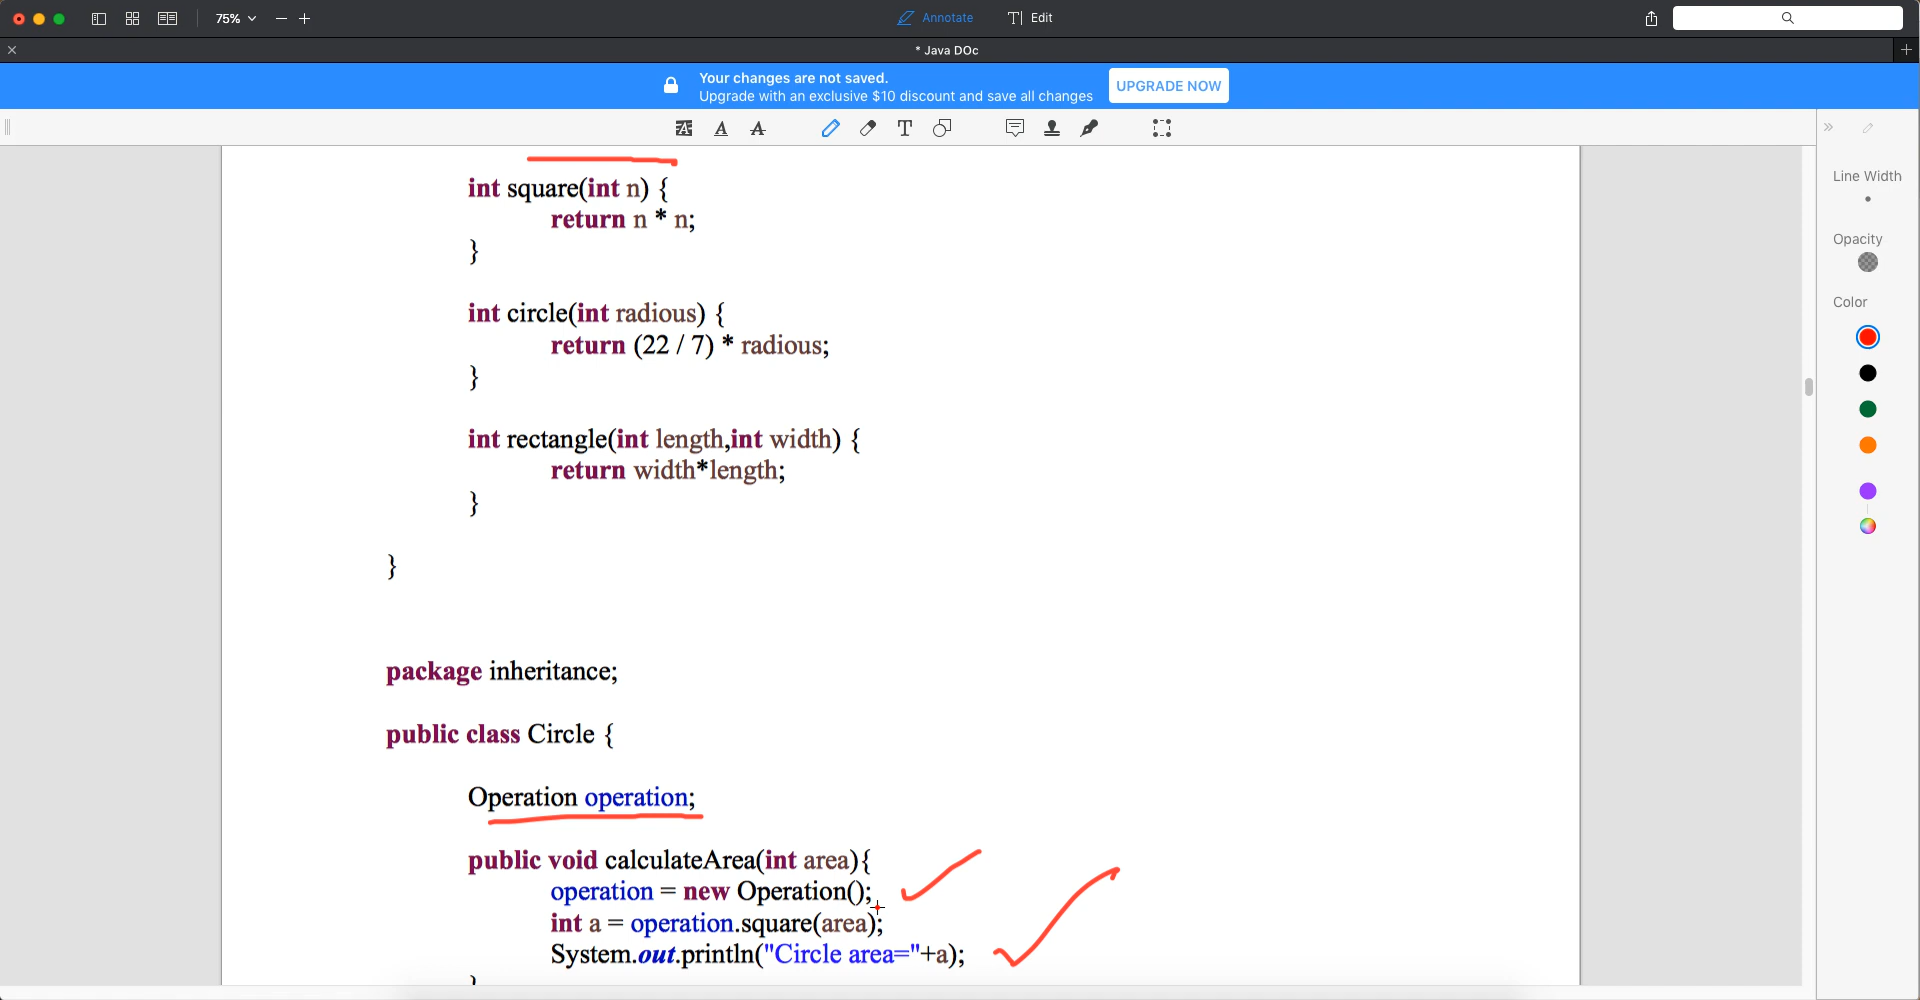 75%
Annotate
Edit
* Java DOc
Your changes are not saved.
Upgrade with an exclusive $10 discount and save all changes
UPGRADE NOW
Line Width
Opacity
Color
int square(int n) {
return n * n;
}
int circle(int radious) {
return (22 / 7) * radious;
}
int rectangle(int length,int width) {
return width*length;
}
}
package inheritance;
public class Circle {
Operation operation;
public void calculateArea(int area){
operation = new Operation();
int a = operation.square(area);
System.out.println("Circle area="+a);
}